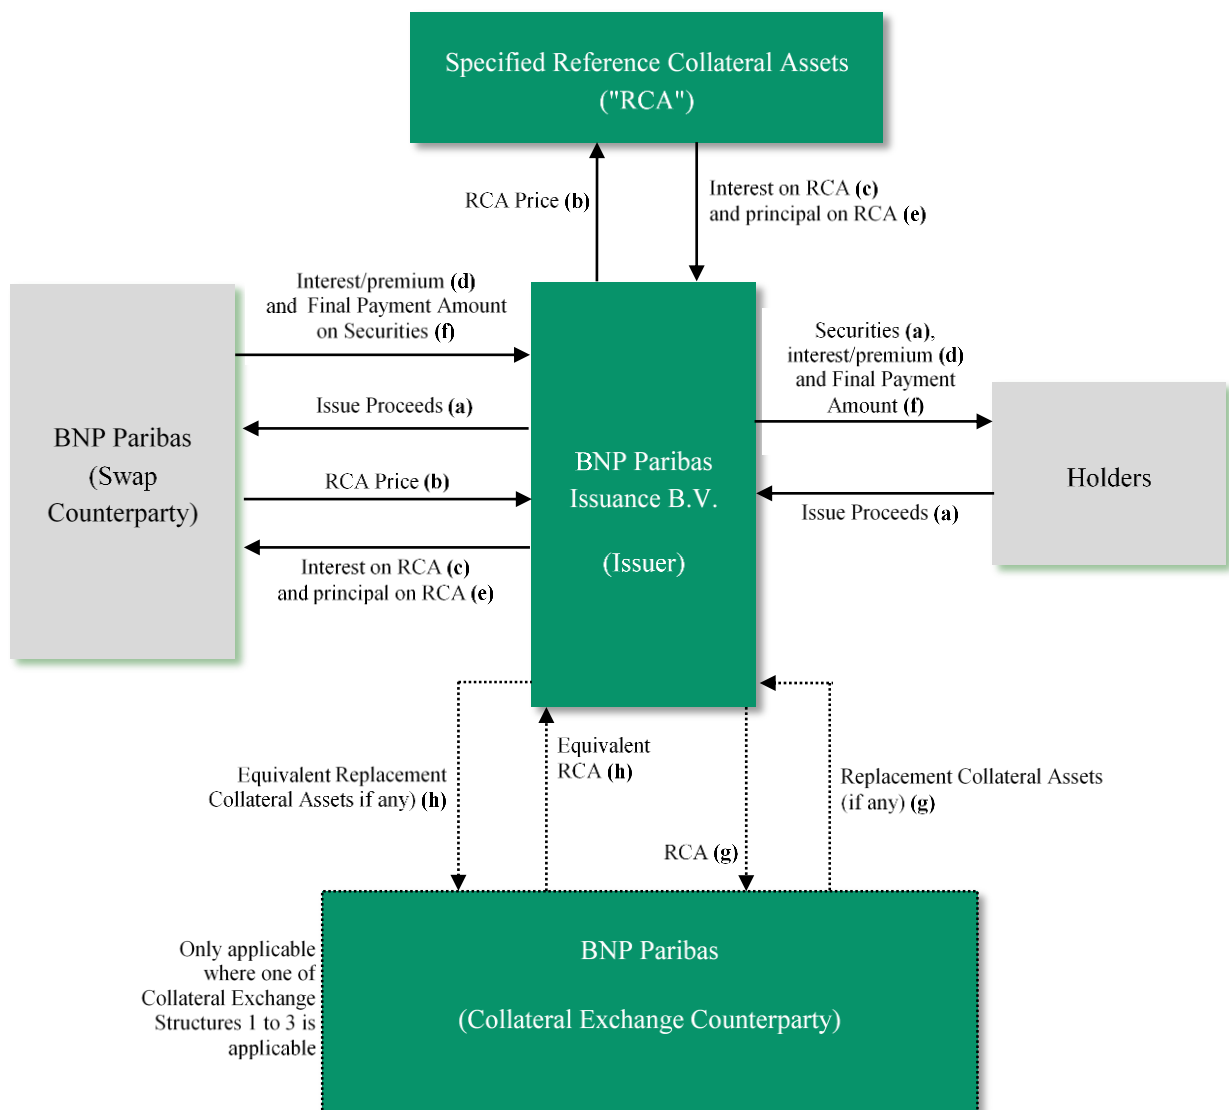 Specified Reference Collateral Assets
("RCA")
RCA Price (b)
Interest on RCA (c)
and principal on RCA (e)
Interest/premium (d)
and Final Payment Amount
on Securities (f)
Issue Proceeds (a)
RCA Price (b)
Interest on RCA (c)
and principal on RCA (e)
BNP Paribas
(Swap
Counterparty)
BNP Paribas
Issuance B.V.
(Issuer)
Securities (a),
interest/premium (d)
and Final Payment
Amount (f)
Issue Proceeds (a)
Holders
Equivalent Replacement
Collateral Assets if any) (h)
Equivalent
RCA (h)
RCA (g)
Replacement Collateral Assets
(if any) (g)
Only applicable
where one of
Collateral Exchange
Structures 1 to 3 is
applicable
BNP Paribas
(Collateral Exchange Counterparty)